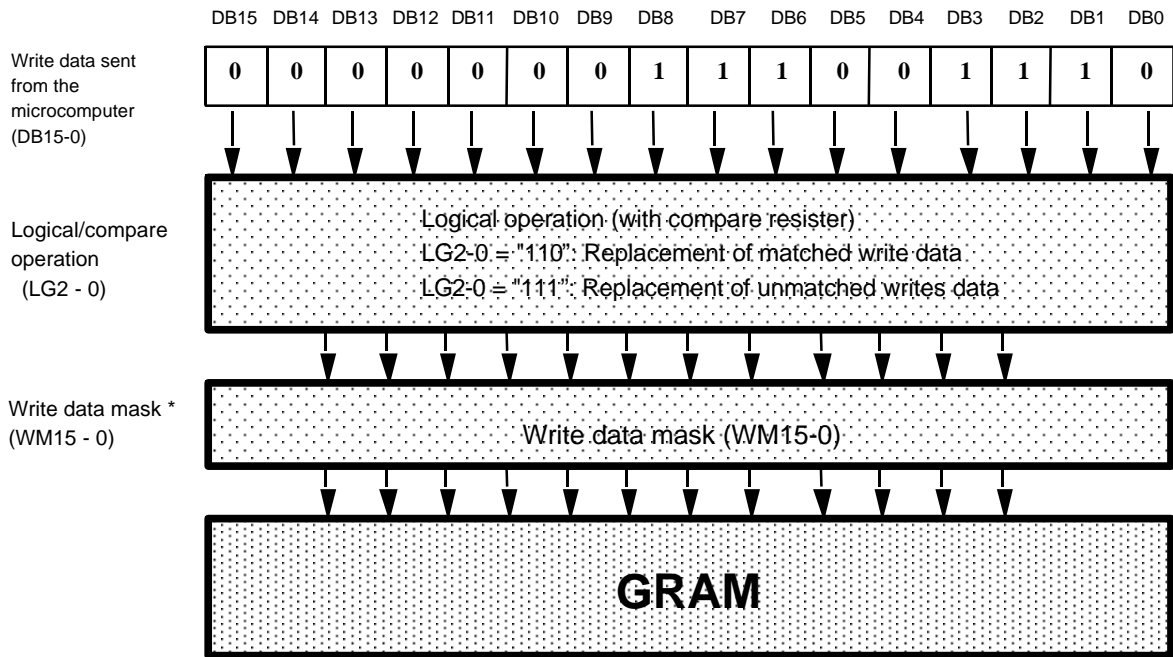 DB15 DB14 DB13 DB12 DB11 DB10 DB9 DB8 DB7 DB6 DB5 DB4 DB3 DB2 DB1 DB0
Write data sent
from the
microcomputer
(DB15-0)
0 0 0 0 0 0 0 1 1 1 0 0 1 1 1 0
Logical/compare
operation
(LG2 - 0)
Logical operation (with compare resister)
LG2-0 = "110”: Replacement of matched write data
LG2-0 = "111”: Replacement of unmatched writes data
Write data mask *
(WM15 - 0)
Write data mask (WM15-0)
GRAM